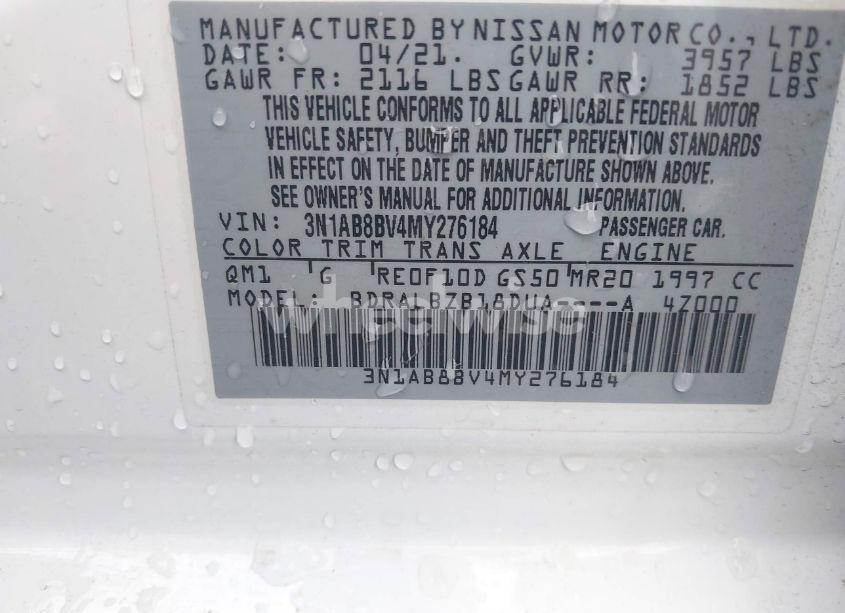 MANUFACTURED BY NISSAN MOTOR CO., LTD.
DATE: 04/21. GVWR: 3957 LBS
GAWR FR: 2116 LBS GAWR RR: 1852 LBS
THIS VEHICLE CONFORMS TO ALL APPLICABLE FEDERAL MOTOR
VEHICLE SAFETY, BUMPER AND THEFT PREVENTION STANDARDS
IN EFFECT ON THE DATE OF MANUFACTURE SHOWN ABOVE.
SEE OWNER'S MANUAL FOR ADDITIONAL INFORMATION.
VIN: 3N1AB8BV4MY276184 PASSENGER CAR.
COLOR TRIM TRANS AXLE ENGINE
QM1 G RE0F10D GS50 MR20 1997 CC
MODEL: BDRALBZB18DUA----A 4Z000
wheelwise
3N1AB8BV4MY276184